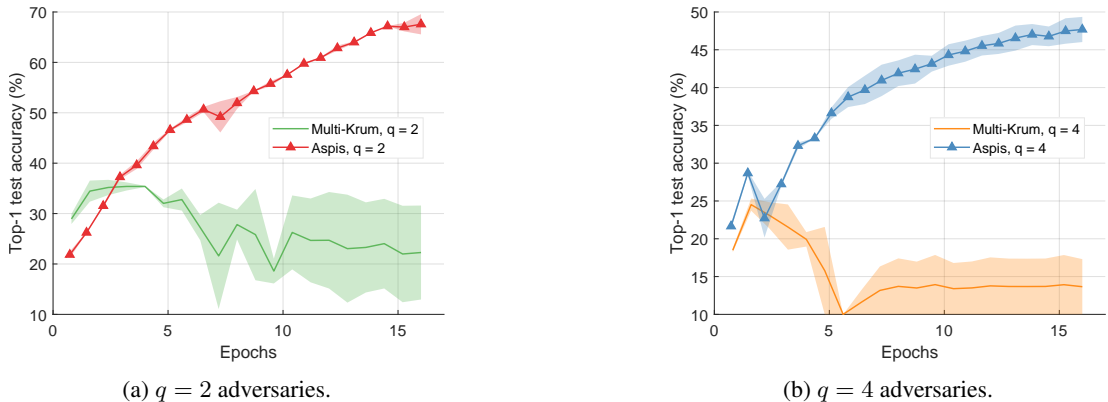 70
60
50
40
30
20
10
0
5
10
15
Top-1 test accuracy (%)
Epochs
Multi-Krum, q = 2
Aspis, q = 2
(a) q = 2 adversaries.
50
45
40
35
30
25
20
15
10
0
5
10
15
Top-1 test accuracy (%)
Epochs
Multi-Krum, q = 4
Aspis, q = 4
(b) q = 4 adversaries.